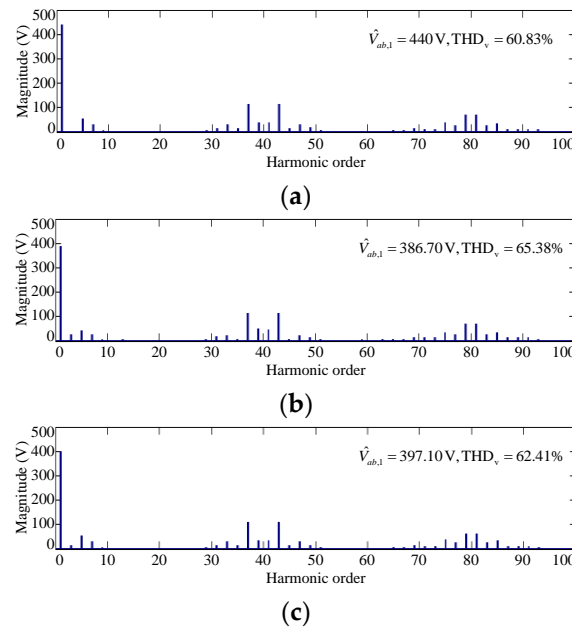 500
400
300
200
100
0
Magnitude (V)
V̂ab,1 = 440 V, THDv = 60.83%
0 10 20 30 40 50 60 70 80 90 100
Harmonic order
(a)
500
400
300
200
100
0
Magnitude (V)
V̂ab,1 = 386.70 V, THDv = 65.38%
0 10 20 30 40 50 60 70 80 90 100
Harmonic order
(b)
500
400
300
200
100
0
Magnitude (V)
V̂ab,1 = 397.10 V, THDv = 62.41%
0 10 20 30 40 50 60 70 80 90 100
Harmonic order
(c)